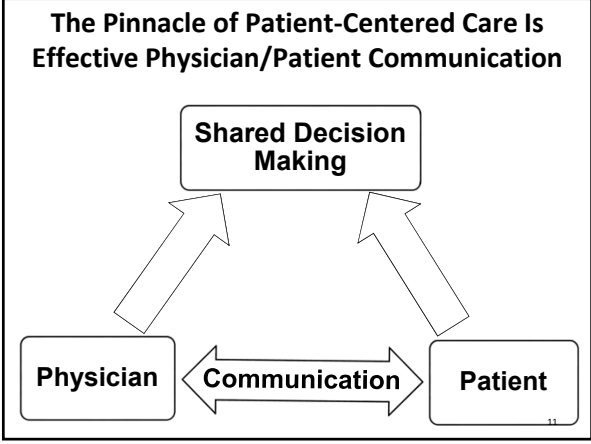 The Pinnacle of Patient-Centered Care Is
Effective Physician/Patient Communication
Shared Decision
Making
Physician
Communication
Patient
11